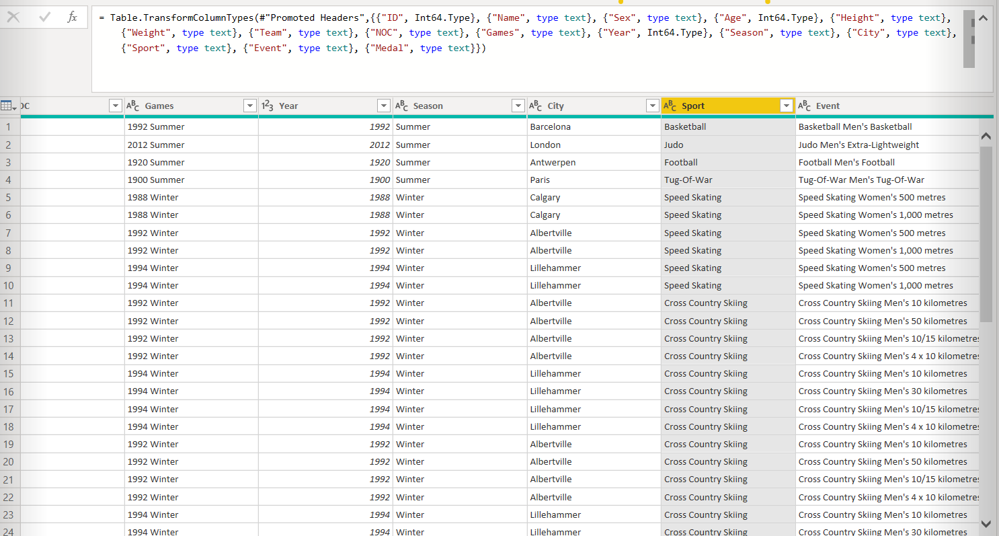 fx
= Table.TransformColumnTypes(#"Promoted Headers",{{"ID", Int64.Type}, {"Name", type text}, {"Sex", type text}, {"Age", Int64.Type}, {"Height", type text},
{"Weight", type text}, {"Team", type text}, {"NOC", type text}, {"Games", type text}, {"Year", Int64.Type}, {"Season", type text}, {"City", type text},
{"Sport", type text}, {"Event", type text}, {"Medal", type text}})
OC ABC Games 123 Year ABC Season ABC City ABC Sport ABC Event
1 1992 Summer 1992 Summer Barcelona Basketball Basketball Men's Basketball
2 2012 Summer 2012 Summer London Judo Judo Men's Extra-Lightweight
3 1920 Summer 1920 Summer Antwerpen Football Football Men's Football
4 1900 Summer 1900 Summer Paris Tug-Of-War Tug-Of-War Men's Tug-Of-War
5 1988 Winter 1988 Winter Calgary Speed Skating Speed Skating Women's 500 metres
6 1988 Winter 1988 Winter Calgary Speed Skating Speed Skating Women's 1,000 metres
7 1992 Winter 1992 Winter Albertville Speed Skating Speed Skating Women's 500 metres
8 1992 Winter 1992 Winter Albertville Speed Skating Speed Skating Women's 1,000 metres
9 1994 Winter 1994 Winter Lillehammer Speed Skating Speed Skating Women's 500 metres
10 1994 Winter 1994 Winter Lillehammer Speed Skating Speed Skating Women's 1,000 metres
11 1992 Winter 1992 Winter Albertville Cross Country Skiing Cross Country Skiing Men's 10 kilometres
12 1992 Winter 1992 Winter Albertville Cross Country Skiing Cross Country Skiing Men's 50 kilometres
13 1992 Winter 1992 Winter Albertville Cross Country Skiing Cross Country Skiing Men's 10/15 kilometres
14 1992 Winter 1992 Winter Albertville Cross Country Skiing Cross Country Skiing Men's 4 x 10 kilometres
15 1994 Winter 1994 Winter Lillehammer Cross Country Skiing Cross Country Skiing Men's 10 kilometres
16 1994 Winter 1994 Winter Lillehammer Cross Country Skiing Cross Country Skiing Men's 30 kilometres
17 1994 Winter 1994 Winter Lillehammer Cross Country Skiing Cross Country Skiing Men's 10/15 kilometres
18 1994 Winter 1994 Winter Lillehammer Cross Country Skiing Cross Country Skiing Men's 4 x 10 kilometres
19 1992 Winter 1992 Winter Albertville Cross Country Skiing Cross Country Skiing Men's 10 kilometres
20 1992 Winter 1992 Winter Albertville Cross Country Skiing Cross Country Skiing Men's 50 kilometres
21 1992 Winter 1992 Winter Albertville Cross Country Skiing Cross Country Skiing Men's 10/15 kilometres
22 1992 Winter 1992 Winter Albertville Cross Country Skiing Cross Country Skiing Men's 4 x 10 kilometres
23 1994 Winter 1994 Winter Lillehammer Cross Country Skiing Cross Country Skiing Men's 10 kilometres
24 1994 Winter 1994 Winter Lillehammer Cross Country Skiing Cross Country Skiing Men's 30 kilometres